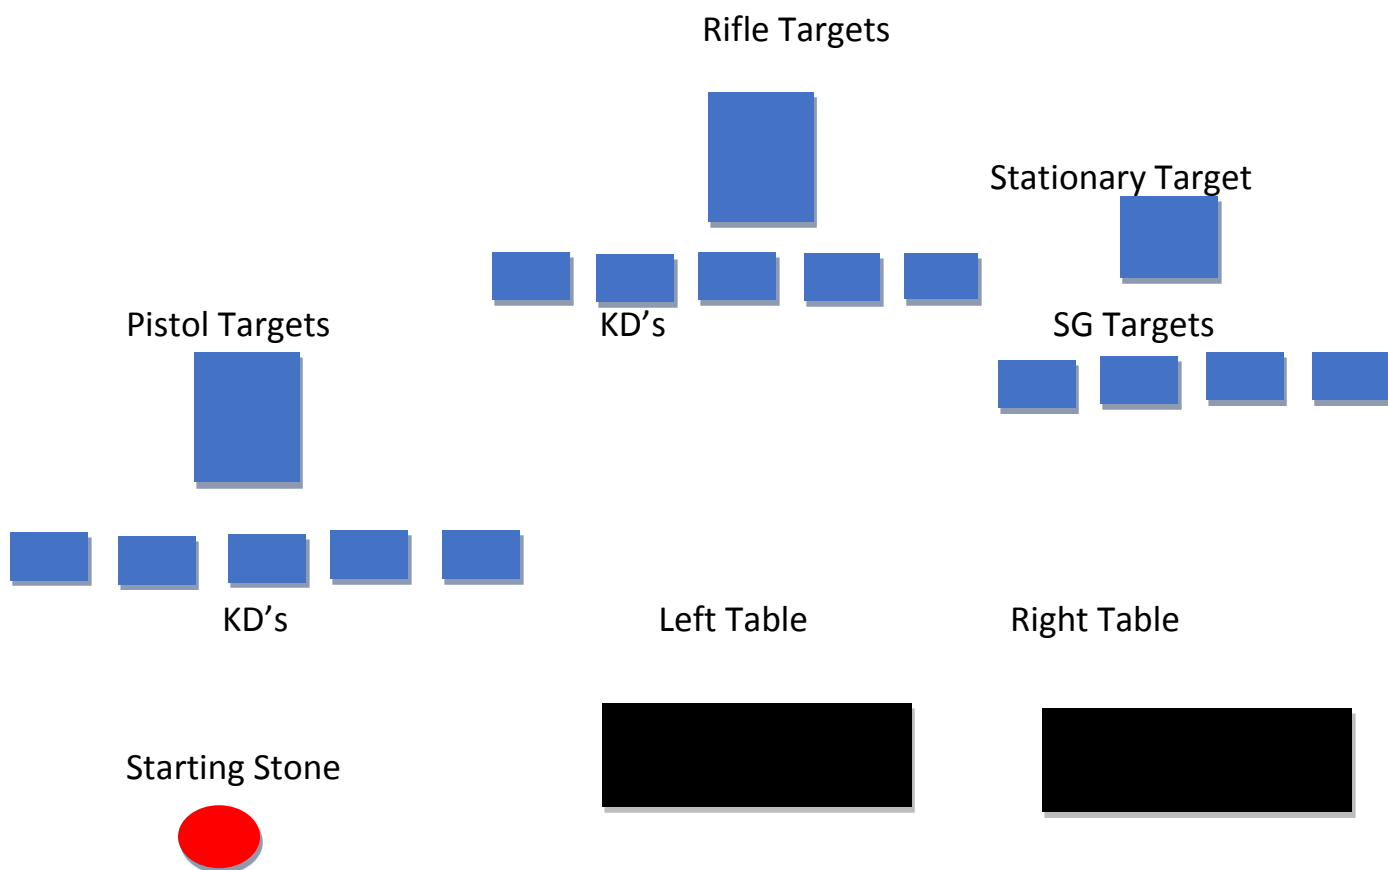 Rifle Targets
Stationary Target
Pistol Targets
KD’s
SG Targets
KD’s
Left Table
Right Table
Starting Stone